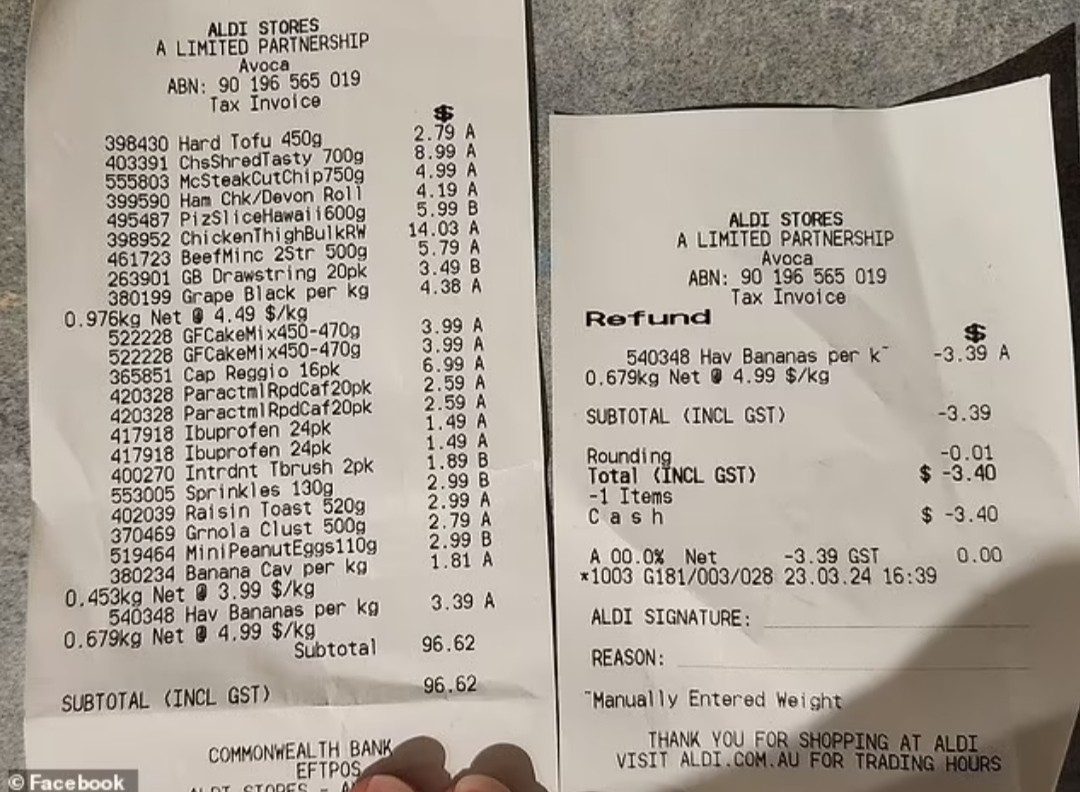 ALDI STORES
A LIMITED PARTNERSHIP
Avoca
ABN: 90 196 565 019
Tax Invoice
$
398430 Hard Tofu 450g 2.79 A
403391 ChsShredTasty 700g 8.99 A
555803 McSteakCutChip750g 4.99 A
399590 Ham Chk/Devon Roll 4.19 A
495487 PizSliceHawaii600g 5.99 B
398952 ChickenThighBulkRW 14.03 A
461723 BeefMinc 2Str 500g 5.79 A
263901 GB Drawstring 20pk 3.49 B
380199 Grape Black per kg 4.38 A
0.976kg Net @ 4.49 $/kg
522228 GFCakeMix450-470g 3.99 A
522228 GFCakeMix450-470g 3.99 A
365851 Cap Reggio 16pk 6.99 A
420328 ParactmlRpdCaf20pk 2.59 A
420328 ParactmlRpdCaf20pk 2.59 A
417918 Ibuprofen 24pk 1.49 A
417918 Ibuprofen 24pk 1.49 A
400270 Intrdnt Tbrush 2pk 1.89 B
553005 Sprinkles 130g 2.99 B
402039 Raisin Toast 520g 2.99 A
370469 Grnola Clust 500g 2.79 A
519464 MiniPeanutEggs110g 2.99 B
380234 Banana Cav per kg 1.81 A
0.453kg Net @ 3.99 $/kg
540348 Hav Bananas per kg 3.39 A
0.679kg Net @ 4.99 $/kg
Subtotal 96.62
SUBTOTAL (INCL GST) 96.62
COMMONWEALTH BANK
EFTPOS
ALDI STORES -
ALDI STORES
A LIMITED PARTNERSHIP
Avoca
ABN: 90 196 565 019
Tax Invoice
Refund
$
540348 Hav Bananas per k~ -3.39 A
0.679kg Net @ 4.99 $/kg
SUBTOTAL (INCL GST) -3.39
Rounding -0.01
Total (INCL GST) $ -3.40
-1 Items
Cash $ -3.40
A 00.0% Net -3.39 GST 0.00
*1003 G181/003/028 23.03.24 16:39
ALDI SIGNATURE:
REASON:
~Manually Entered Weight
THANK YOU FOR SHOPPING AT ALDI
VISIT ALDI.COM.AU FOR TRADING HOURS
© Facebook